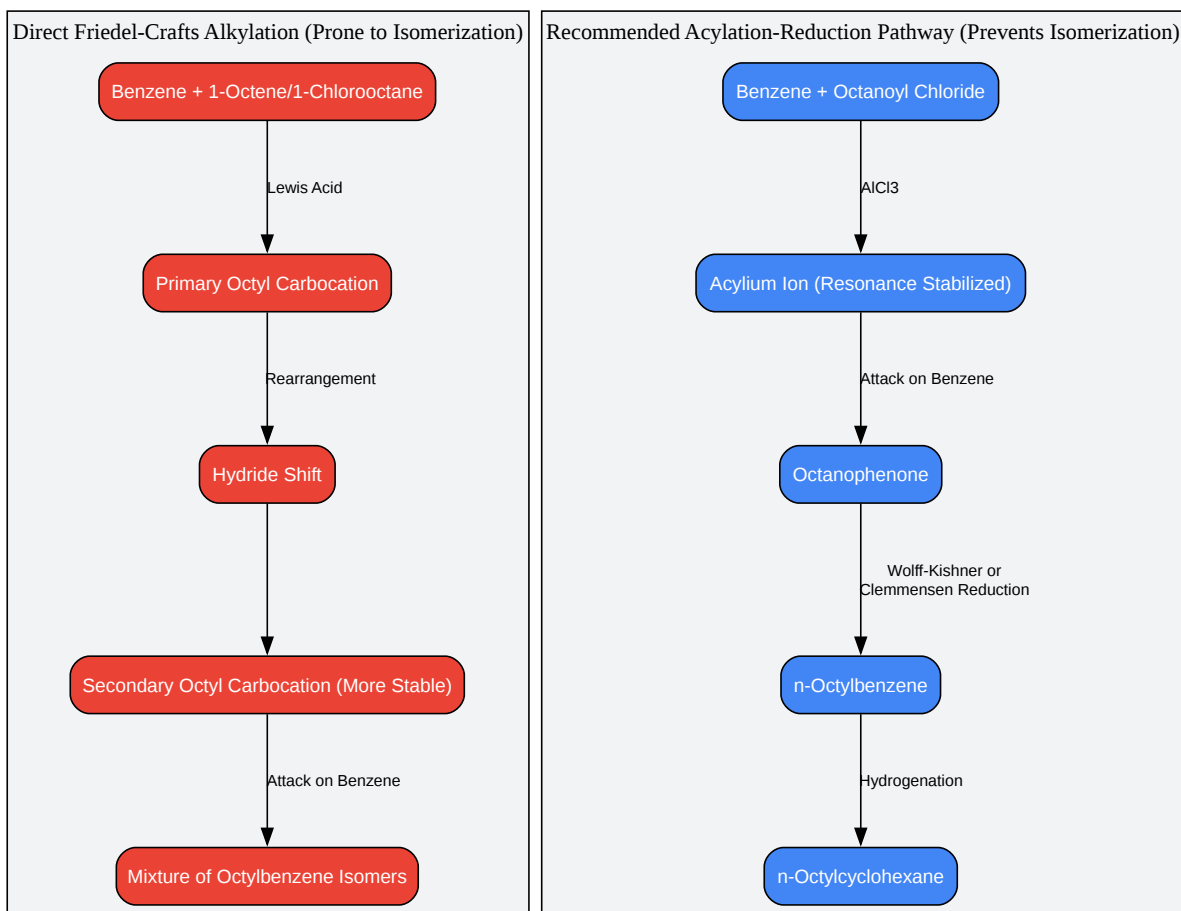 Direct Friedel-Crafts Alkylation (Prone to Isomerization)
Benzene + 1-Octene/1-Chlorooctane
Lewis Acid
Primary Octyl Carbocation
Rearrangement
Hydride Shift
Secondary Octyl Carbocation (More Stable)
Attack on Benzene
Mixture of Octylbenzene Isomers
Recommended Acylation-Reduction Pathway (Prevents Isomerization)
Benzene + Octanoyl Chloride
AlCl3
Acylium Ion (Resonance Stabilized)
Attack on Benzene
Octanophenone
Wolff-Kishner or
Clemmensen Reduction
n-Octylbenzene
Hydrogenation
n-Octylcyclohexane